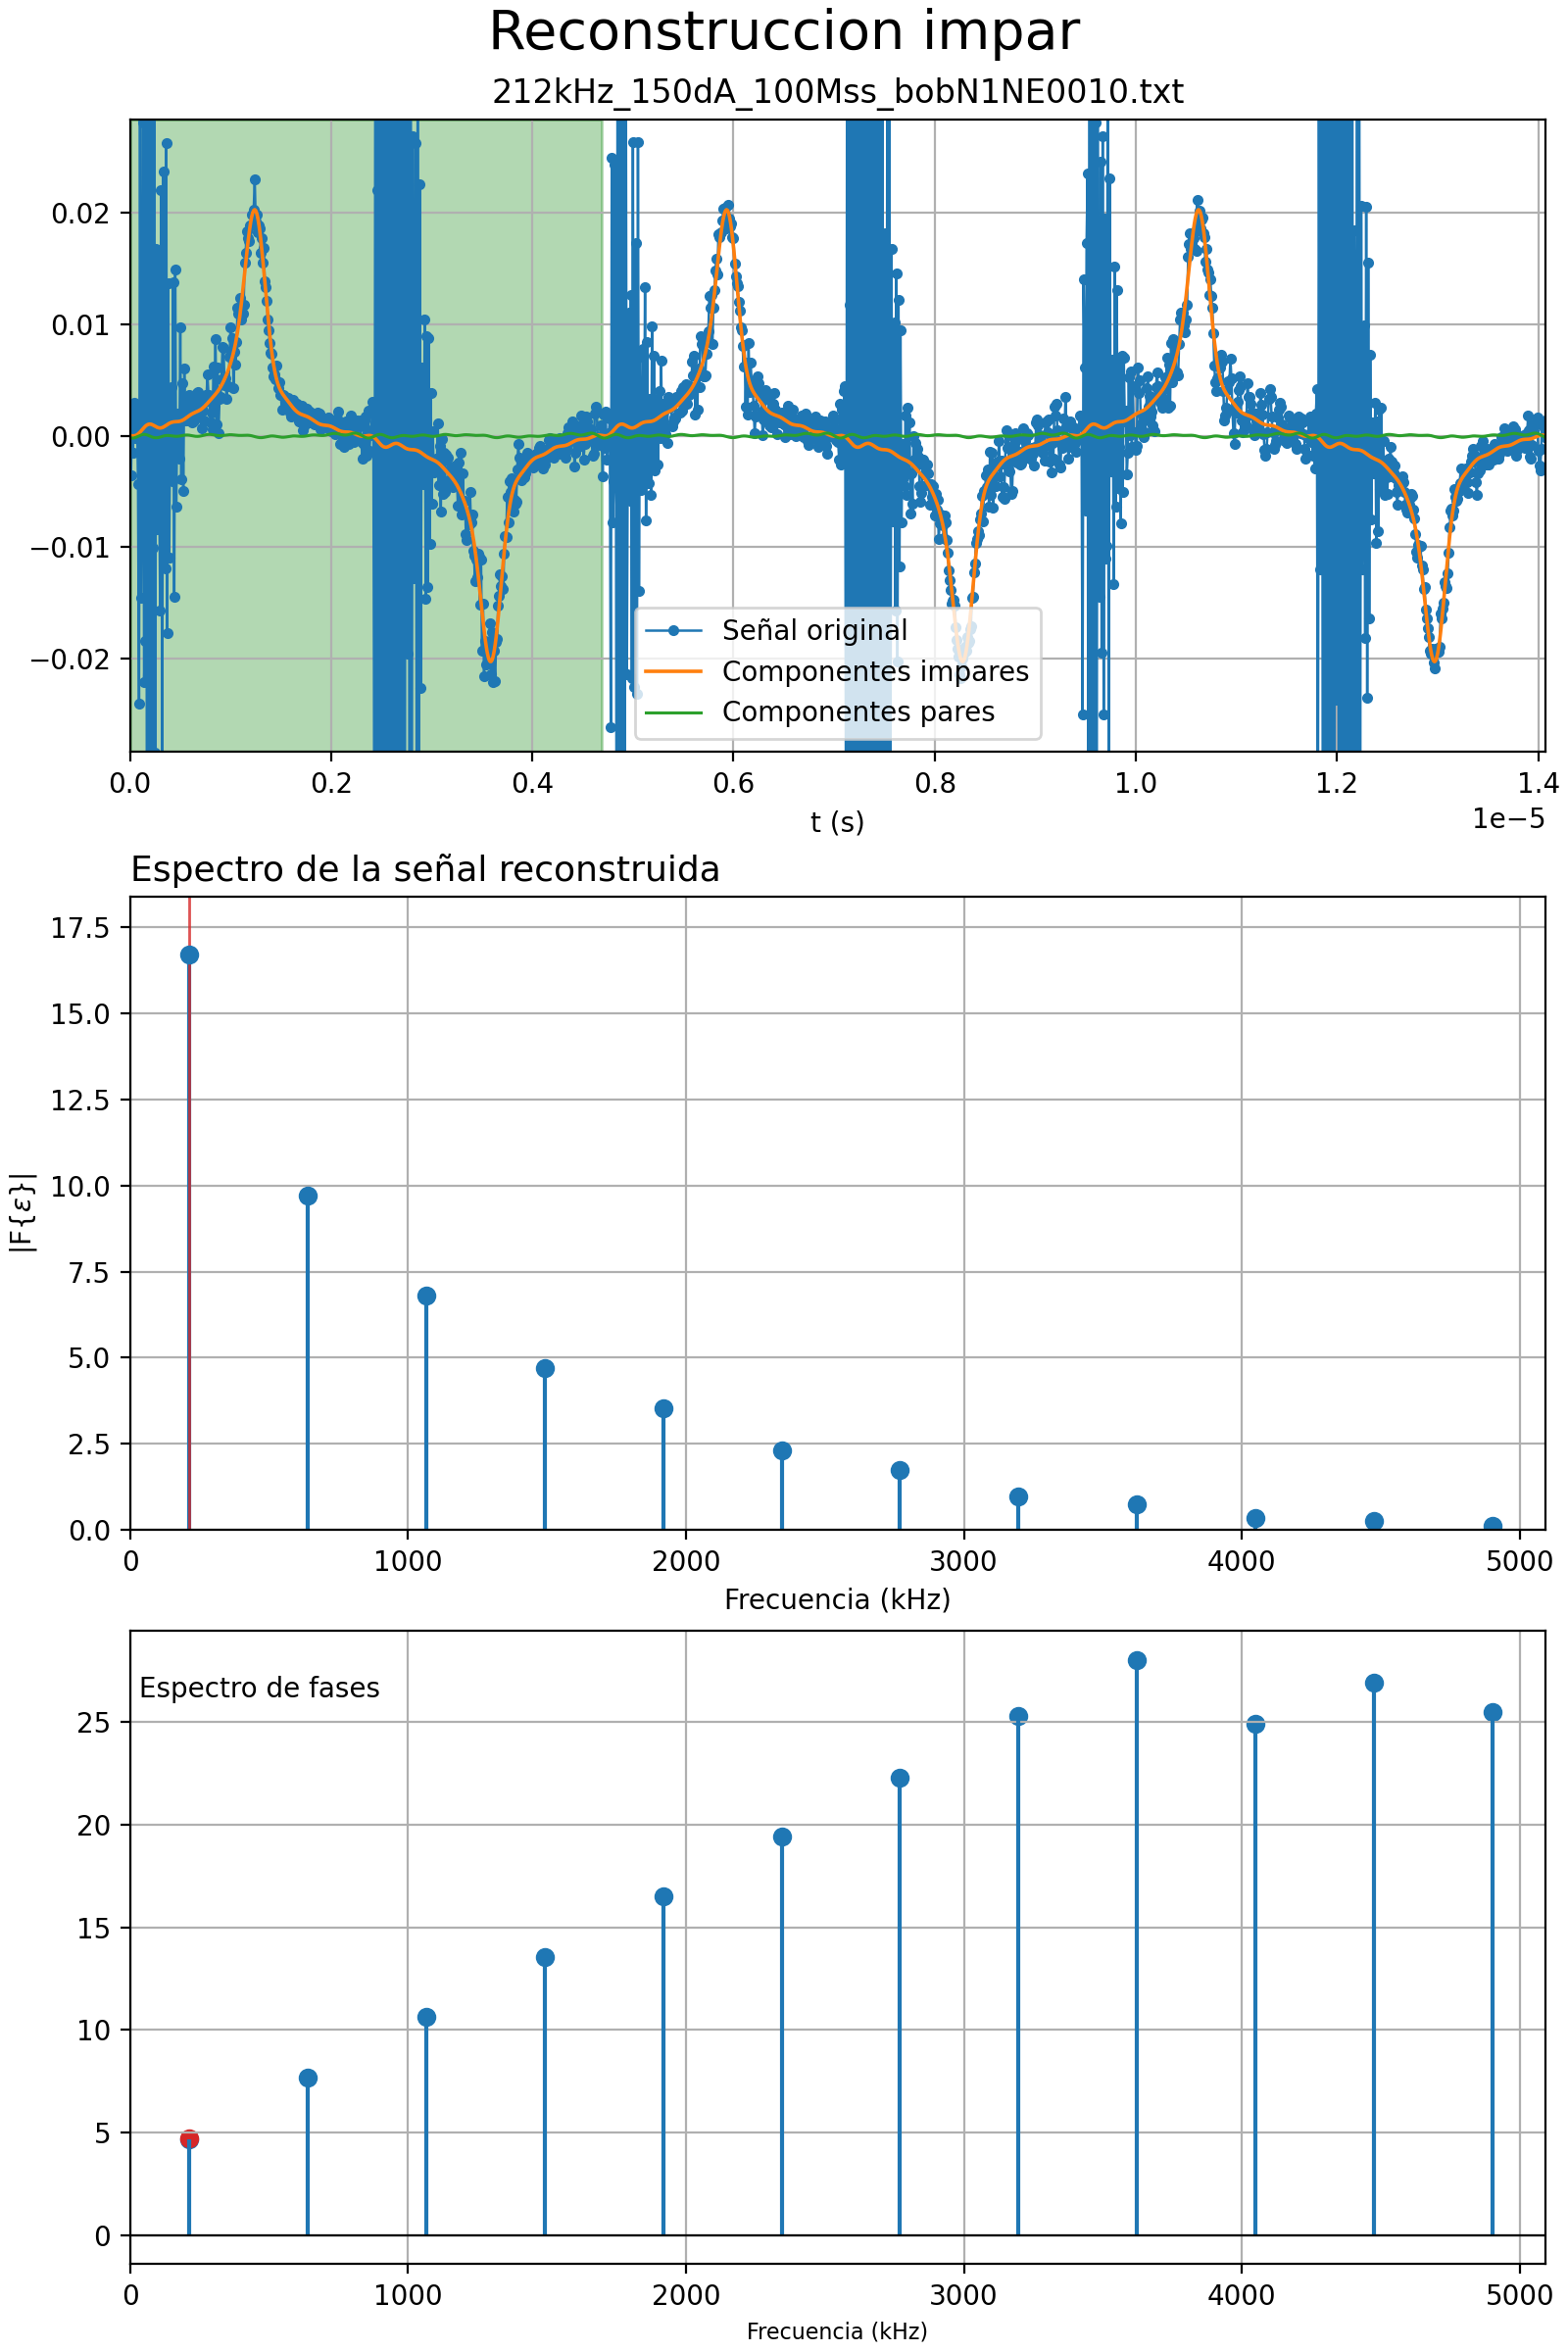 Reconstruccion impar
212kHz_150dA_100Mss_bobN1NE0010.txt
0.02
0.01
0.00
−0.01
−0.02
Señal original
Componentes impares
Componentes pares
0.0 0.2 0.4 0.6 0.8 1.0 1.2 1.4
t (s)
1e−5
Espectro de la señal reconstruida
17.5
15.0
12.5
10.0
7.5
5.0
2.5
0.0
|F{ε}|
0 1000 2000 3000 4000 5000
Frecuencia (kHz)
Espectro de fases
25
20
15
10
5
0
0 1000 2000 3000 4000 5000
Frecuencia (kHz)